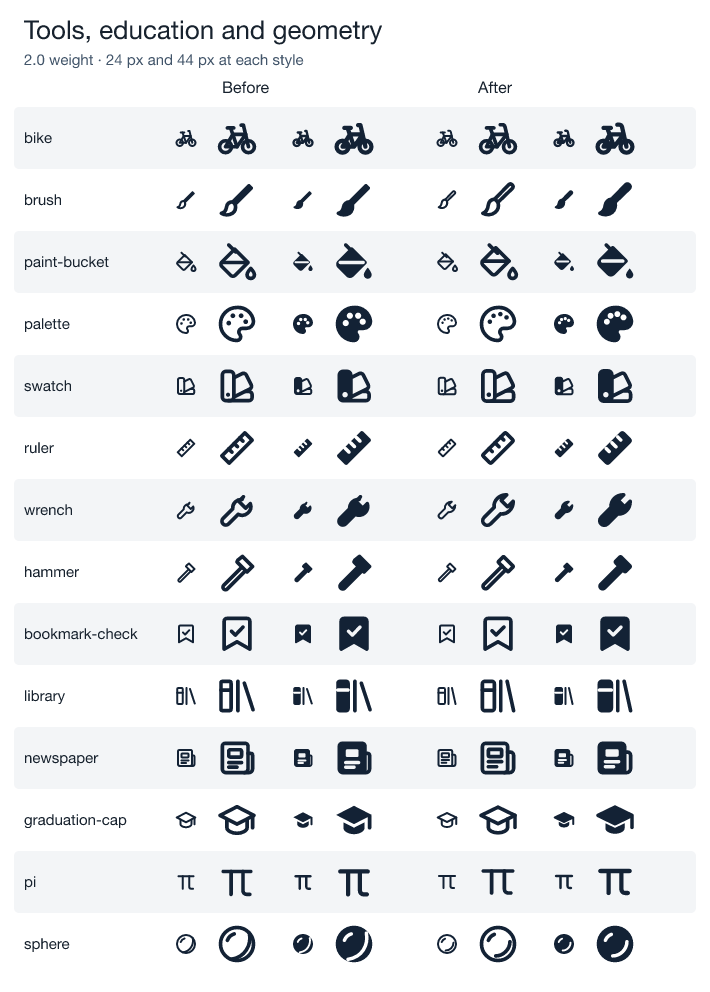 Tools, education and geometry
2.0 weight · 24 px and 44 px at each style
Before After
bike
brush
paint-bucket
palette
swatch
ruler
wrench
hammer
bookmark-check
library
newspaper
graduation-cap
pi
sphere